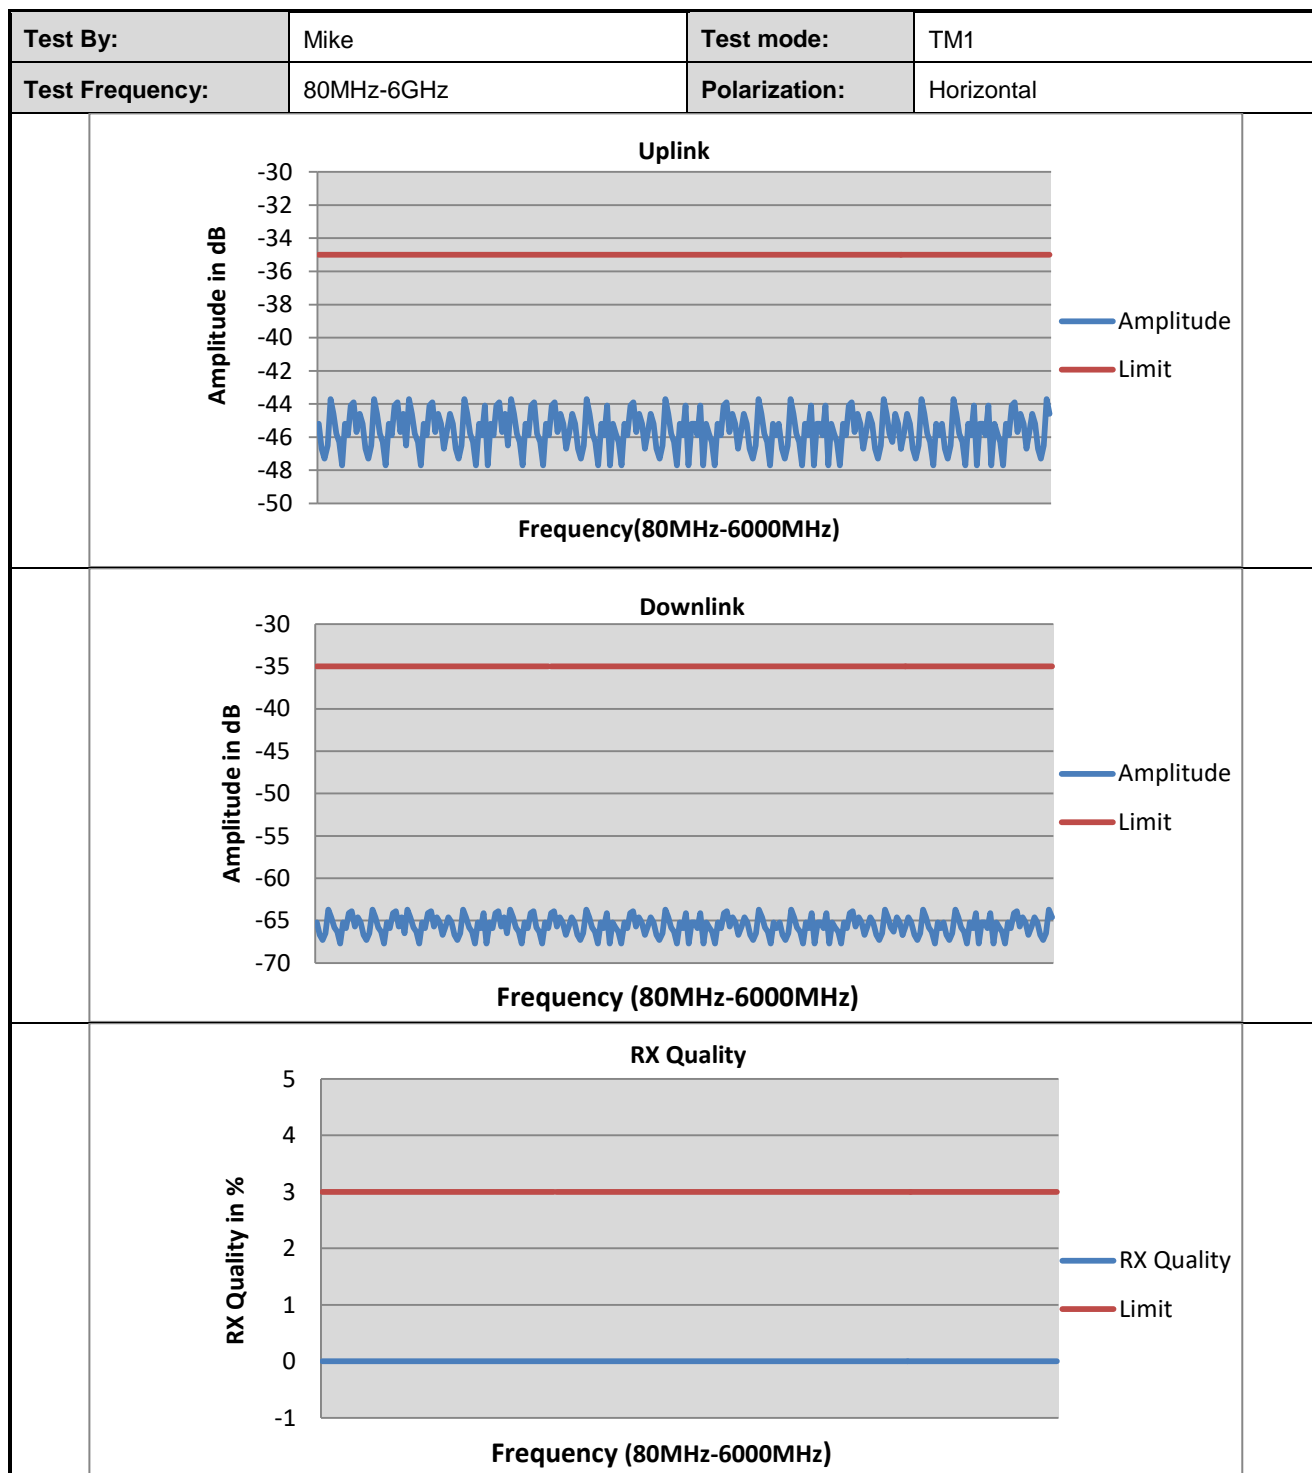 Test By: Mike Test mode: TM1
Test Frequency: 80MHz-6GHz Polarization: Horizontal
Uplink
-30
-32
-34
-36
-38
-40
-42
-44
-46
-48
-50
Amplitude in dB
Frequency(80MHz-6000MHz)
Amplitude
Limit
Downlink
-30
-35
-40
-45
-50
-55
-60
-65
-70
Amplitude in dB
Frequency (80MHz-6000MHz)
Amplitude
Limit
RX Quality
5
4
3
2
1
0
-1
RX Quality in %
Frequency (80MHz-6000MHz)
RX Quality
Limit